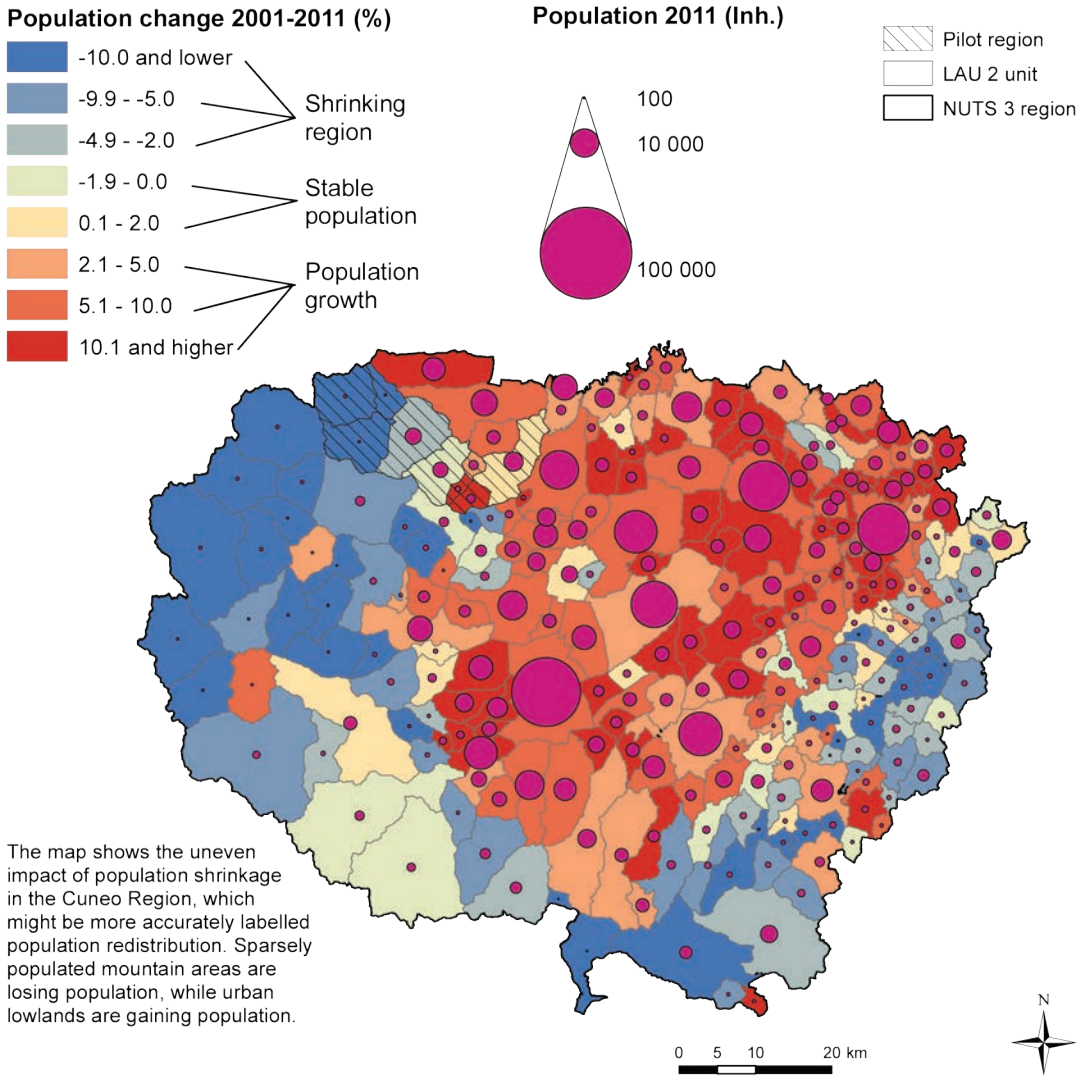 Population change 2001-2011 (%)
-10.0 and lower
-9.9 - -5.0
-4.9 - -2.0
-1.9 - 0.0
0.1 - 2.0
2.1 - 5.0
5.1 - 10.0
10.1 and higher
Shrinking
region
Stable
population
Population
growth
Population 2011 (Inh.)
100
10 000
100 000
Pilot region
LAU 2 unit
NUTS 3 region
The map shows the uneven
impact of population shrinkage
in the Cuneo Region, which
might be more accurately labelled
population redistribution. Sparsely
populated mountain areas are
losing population, while urban
lowlands are gaining population.
N
0 5 10 20 km